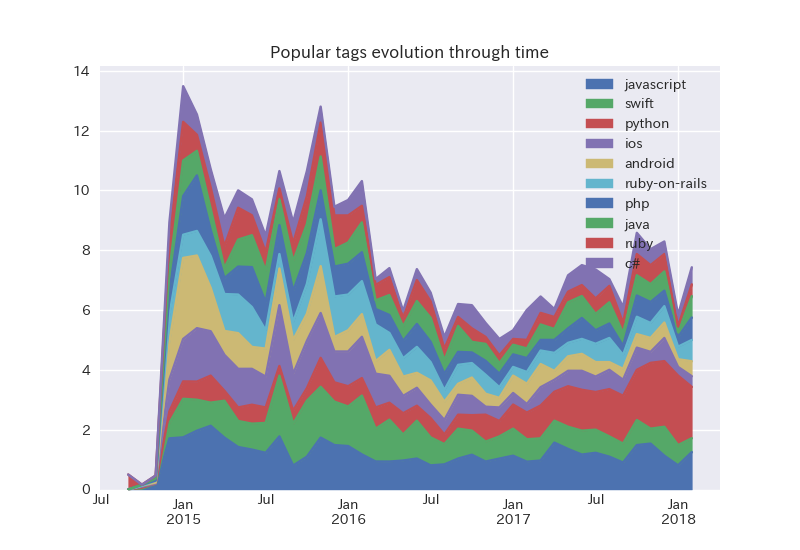 Popular tags evolution through time
14
12
10
8
6
4
2
0
javascript
swift
python
ios
android
ruby-on-rails
php
java
ruby
c#
Jul
Jan
2015
Jul
Jan
2016
Jul
Jan
2017
Jul
Jan
2018